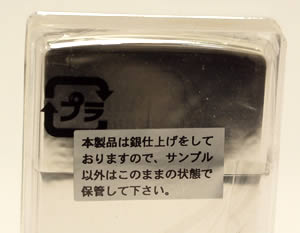 プラ
本製品は銀仕上げをして
おりますので、サンプル
以外はこのままの状態で
保管して下さい。